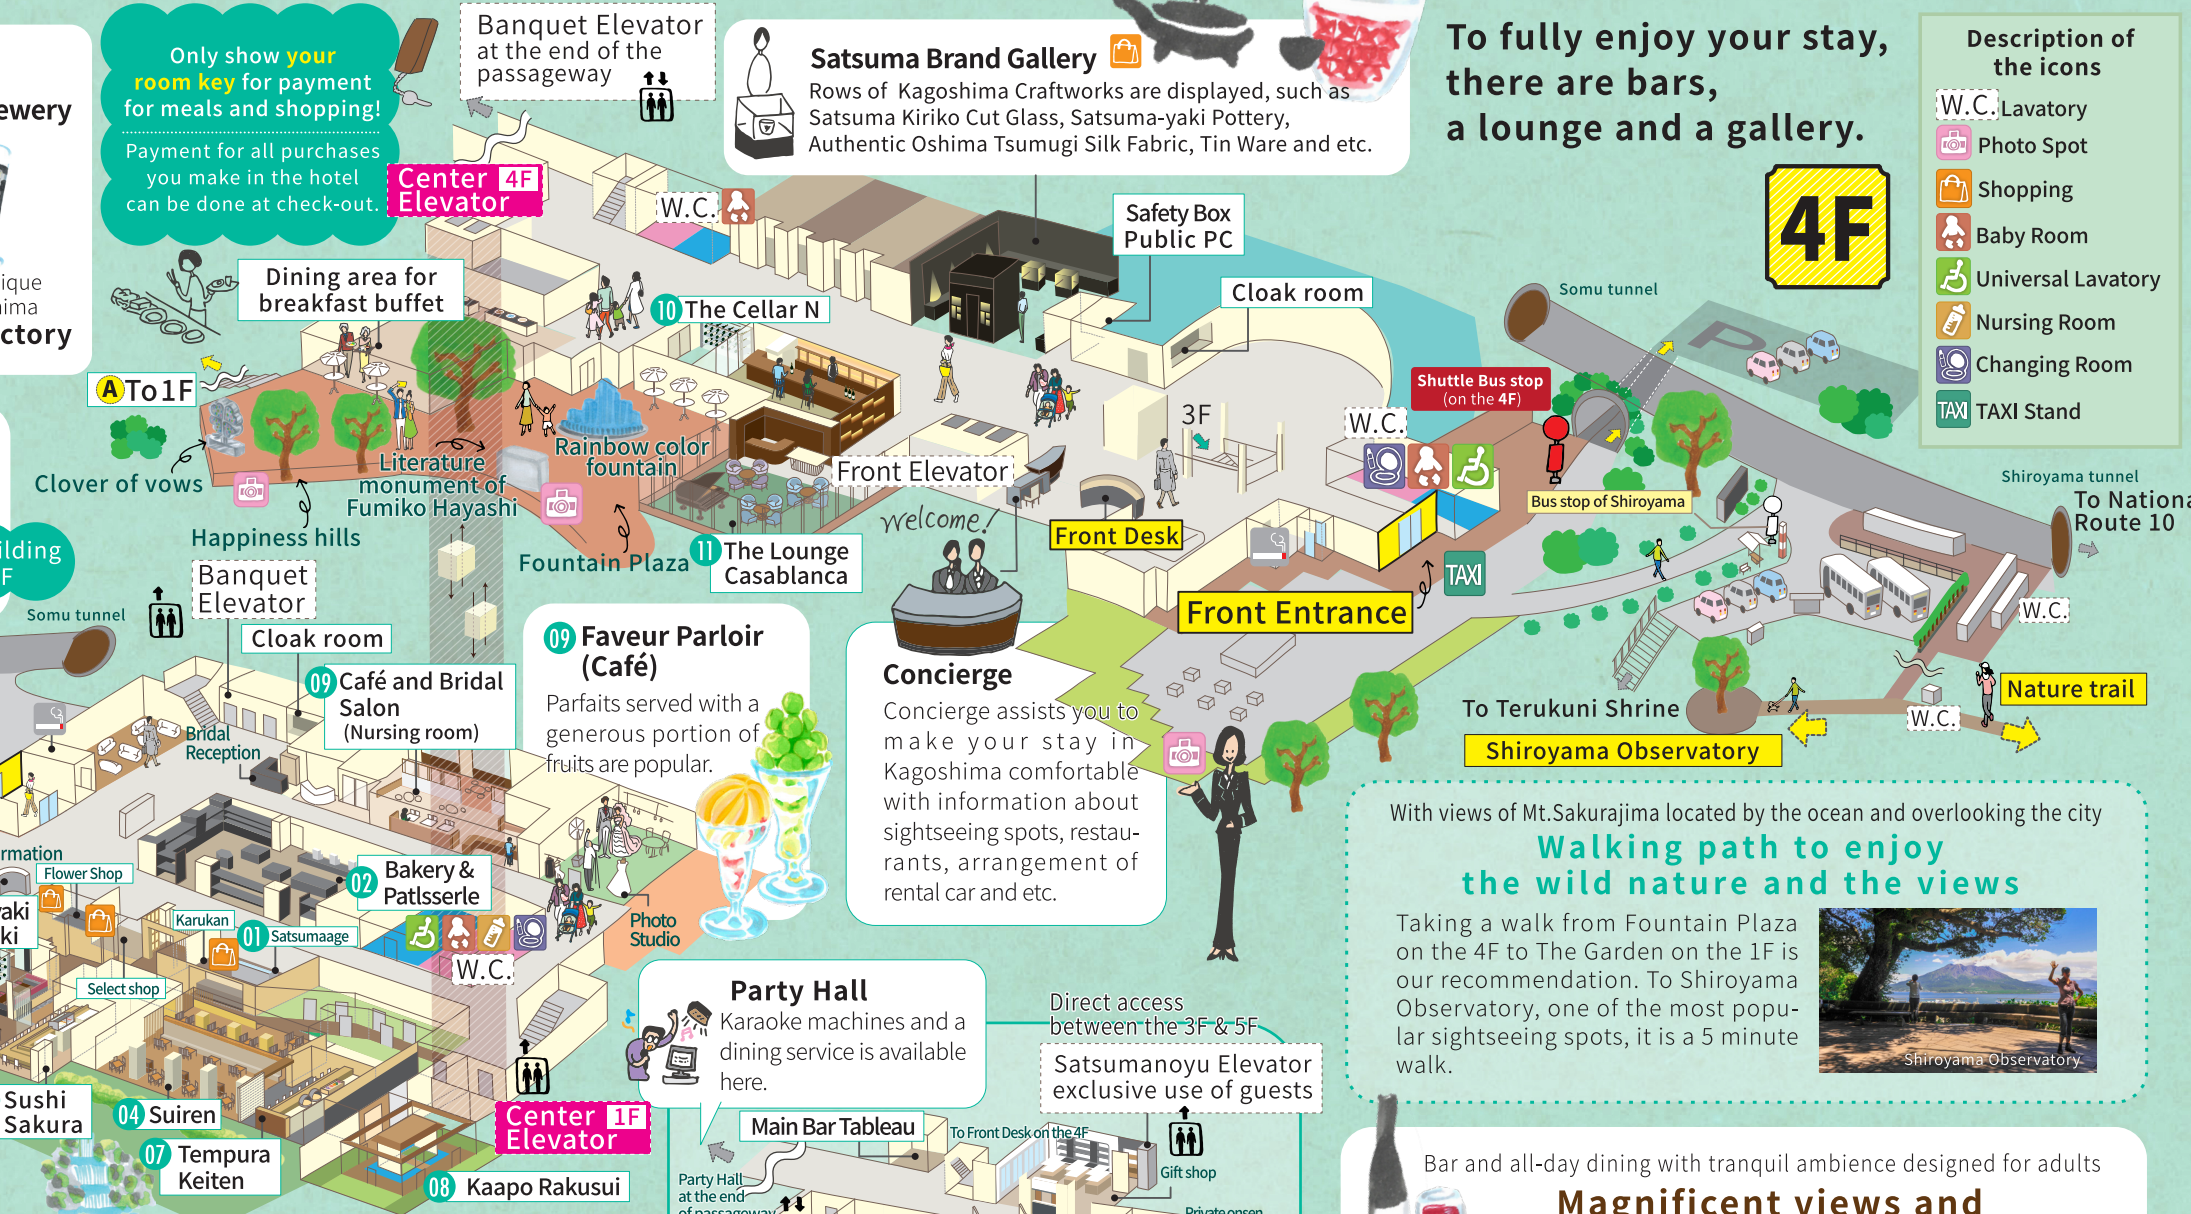 Only show your
room key for payment
for meals and shopping!
Payment for all purchases
you make in the hotel
can be done at check-out.
Banquet Elevator
at the end of the
passageway
Satsuma Brand Gallery
Rows of Kagoshima Craftworks are displayed, such as
Satsuma Kiriko Cut Glass, Satsuma-yaki Pottery,
Authentic Oshima Tsumugi Silk Fabric, Tin Ware and etc.
To fully enjoy your stay,
there are bars,
a lounge and a gallery.
4F
Description of
the icons
W.C. Lavatory
Photo Spot
Shopping
Baby Room
Universal Lavatory
Nursing Room
Changing Room
TAXI TAXI Stand
ewery
ique
ima
ctory
Center 4F
Elevator
W.C.
Safety Box
Public PC
Cloak room
Dining area for
breakfast buffet
10 The Cellar N
Somu tunnel
P
A To 1F
Shuttle Bus stop
(on the 4F)
3F
W.C.
Clover of vows
Literature
monument of
Fumiko Hayashi
Rainbow color
fountain
Front Elevator
Happiness hills
Fountain Plaza
11 The Lounge
Casablanca
Welcome!
Front Desk
TAXI
Front Entrance
Bus stop of Shiroyama
Shiroyama tunnel
To Nationa
Route 10
W.C.
Nature trail
W.C.
To Terukuni Shrine
Shiroyama Observatory
ilding
F
Somu tunnel
Banquet
Elevator
Cloak room
09 Café and Bridal
Salon
(Nursing room)
Bridal
Reception
09 Faveur Parloir
(Café)
Parfaits served with a
generous portion of
fruits are popular.
Concierge
Concierge assists you to
make your stay in
Kagoshima comfortable
with information about
sightseeing spots, restau-
rants, arrangement of
rental car and etc.
With views of Mt.Sakurajima located by the ocean and overlooking the city
Walking path to enjoy
the wild nature and the views
Taking a walk from Fountain Plaza
on the 4F to The Garden on the 1F is
our recommendation. To Shiroyama
Observatory, one of the most popu-
lar sightseeing spots, it is a 5 minute
walk.
Shiroyama Observatory
rmation
Flower Shop
02 Bakery &
Patlsserle
aki
ki
Karukan
01 Satsumaage
W.C.
Photo
Studio
Select shop
Sushi
Sakura
04 Suiren
07 Tempura
Keiten
08 Kaapo Rakusui
Center 1F
Elevator
Party Hall
Karaoke machines and a
dining service is available
here.
Direct access
between the 3F & 5F
Satsumanoyu Elevator
exclusive use of guests
Main Bar Tableau
To Front Desk on the 4F
Gift shop
Party Hall
at the end
of passageway
Private onsen
Bar and all-day dining with tranquil ambience designed for adults
Magnificent views and